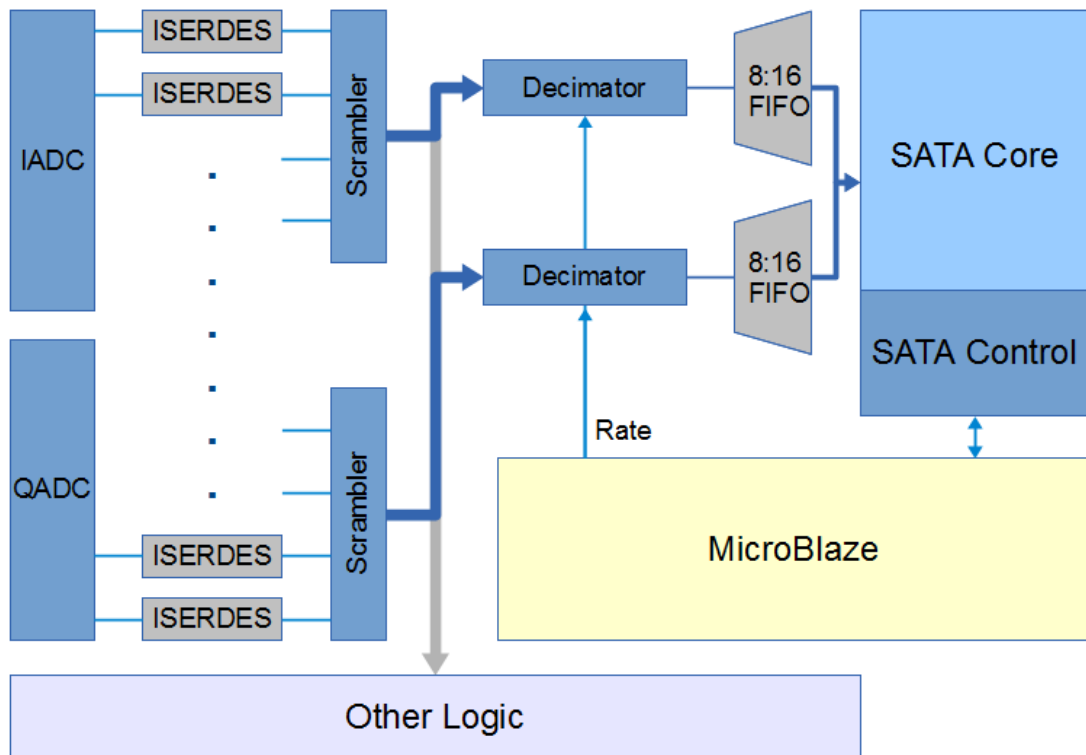 IADC
ISERDES
ISERDES
Scrambler
Decimator
8:16
FIFO
SATA Core
Decimator
8:16
FIFO
SATA Control
QADC
ISERDES
ISERDES
Scrambler
Rate
MicroBlaze
Other Logic